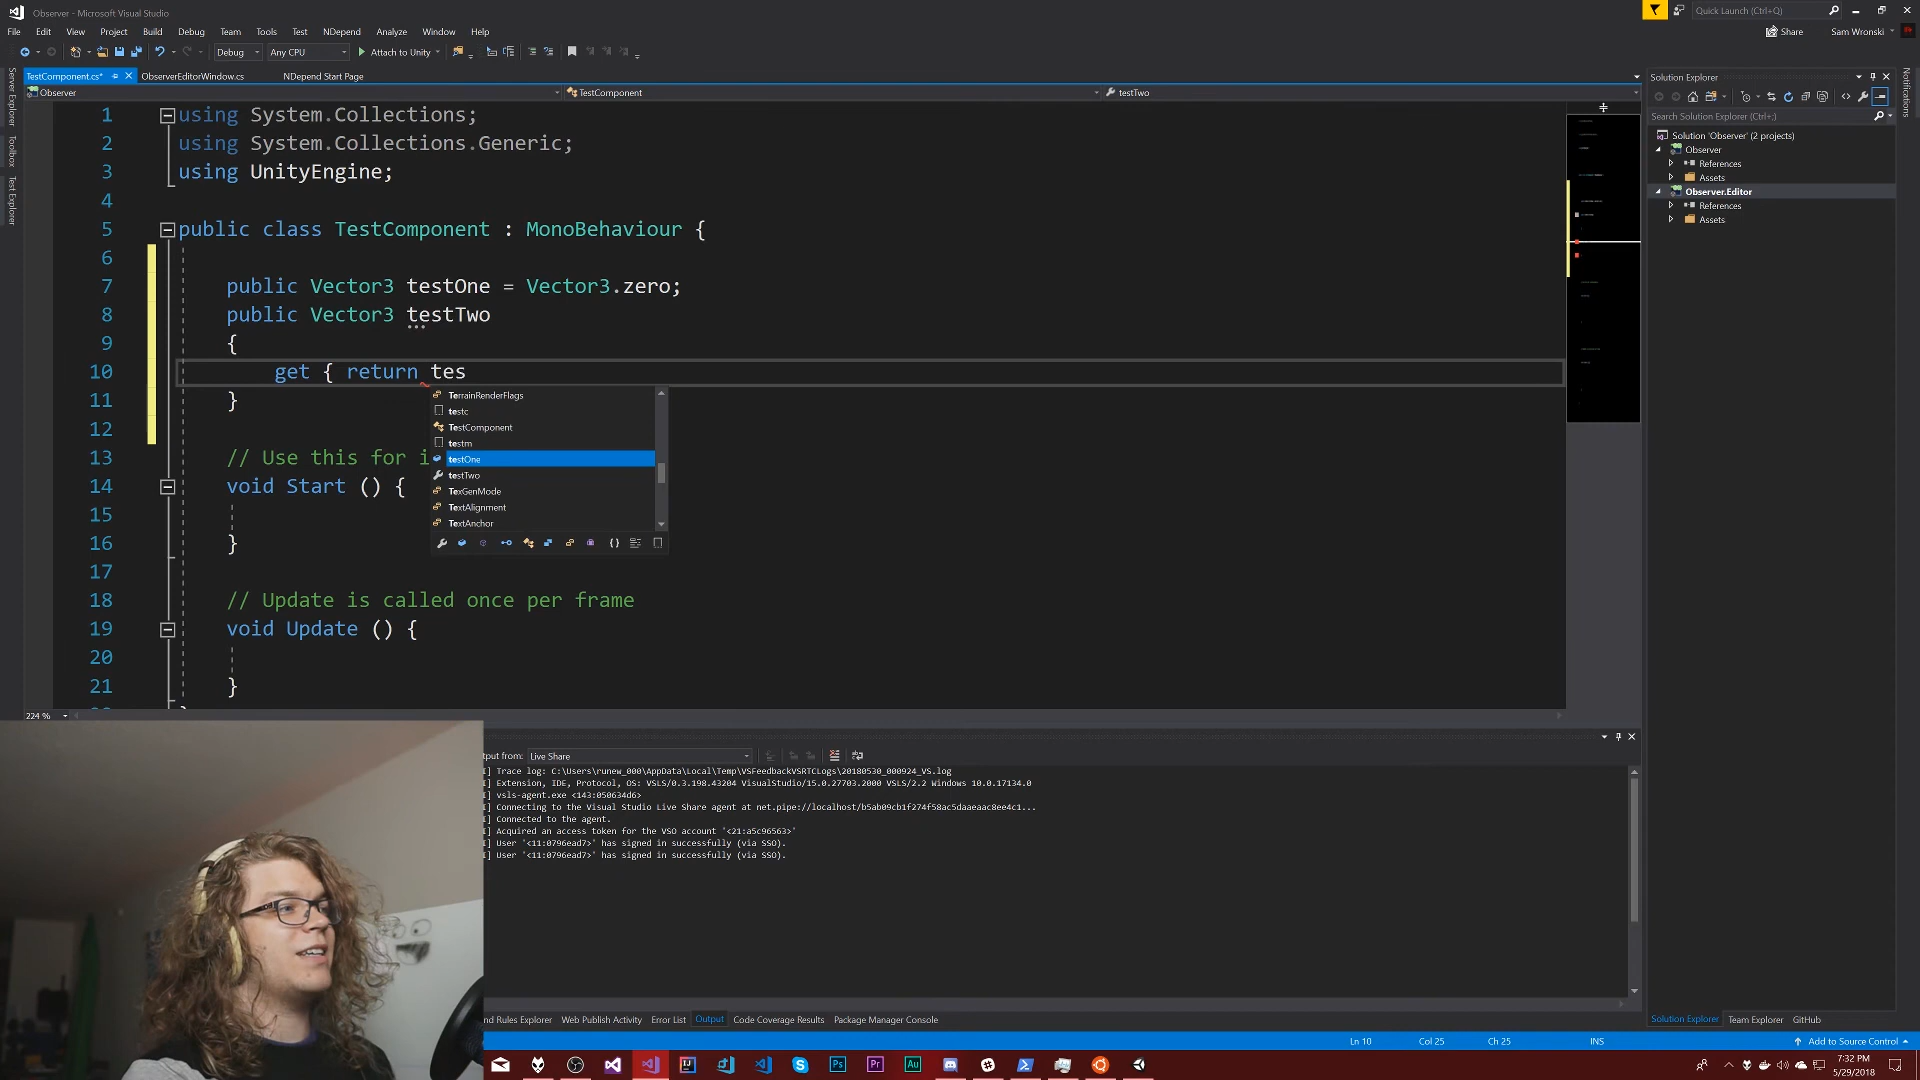 Observer - Microsoft Visual Studio
Quick Launch (Ctrl+Q)
File Edit View Project Build Debug Team Tools Test NDepend Analyze Window Help
Share Sam Wronski
Debug Any CPU Attach to Unity
TestComponent.cs* ObserverEditorWindow.cs NDepend Start Page
Observer TestComponent testTwo
Server Explorer
Toolbox
Test Explorer
1 using System.Collections;
2 using System.Collections.Generic;
3 using UnityEngine;
4
5 public class TestComponent : MonoBehaviour {
6
7 public Vector3 testOne = Vector3.zero;
8 public Vector3 testTwo
9 {
10 get { return tes
11 }
12
13 // Use this for i
14 void Start () {
15
16 }
17
18 // Update is called once per frame
19 void Update () {
20
21 }
TerrainRenderFlags
testc
TestComponent
testm
testOne
testTwo
TexGenMode
TextAlignment
TextAnchor
224 %
Solution Explorer
Search Solution Explorer (Ctrl+;)
Solution 'Observer' (2 projects)
Observer
References
Assets
Observer.Editor
References
Assets
Notifications
tput from: Live Share
] Trace log: C:\Users\runew_000\AppData\Local\Temp\VSFeedbackVSRTCLogs\20180530_000924_VS.log
] Extension, IDE, Protocol, OS: VSLS/0.3.198.43204 VisualStudio/15.0.27703.2000 VSLS/2.2 Windows 10.0.17134.0
] vsls-agent.exe <143:050634d6>
] Connecting to the Visual Studio Live Share agent at net.pipe://localhost/b5ab09cb1f274f58ac5daaeaac8ee4c1...
] Connected to the agent.
] Acquired an access token for the VSO account '<21:a5c96563>'
] User '<11:0796ead7>' has signed in successfully (via SSO).
] User '<11:0796ead7>' has signed in successfully (via SSO).
nd Rules Explorer Web Publish Activity Error List Output Code Coverage Results Package Manager Console
Solution Explorer Team Explorer GitHub
Ln 10 Col 25 Ch 25 INS Add to Source Control
7:32 PM
5/29/2018